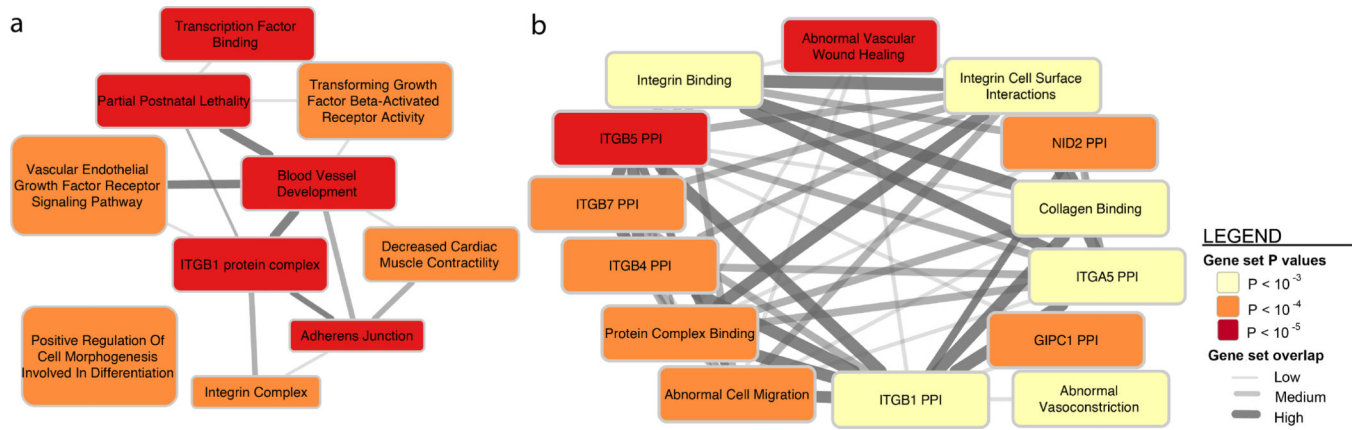 a
Transcription Factor
Binding
Partial Postnatal Lethality
Transforming Growth
Factor Beta-Activated
Receptor Activity
Vascular Endothelial
Growth Factor Receptor
Signaling Pathway
Blood Vessel
Development
ITGB1 protein complex
Decreased Cardiac
Muscle Contractility
Positive Regulation Of
Cell Morphogenesis
Involved In Differentiation
Adherens Junction
Integrin Complex
b
Abnormal Vascular
Wound Healing
Integrin Binding
Integrin Cell Surface
Interactions
ITGB5 PPI
NID2 PPI
ITGB7 PPI
Collagen Binding
ITGB4 PPI
ITGA5 PPI
Protein Complex Binding
GIPC1 PPI
Abnormal Cell Migration
ITGB1 PPI
Abnormal
Vasoconstriction
LEGEND
Gene set P values
P < 10 -3
P < 10 -4
P < 10 -5
Gene set overlap
Low
Medium
High